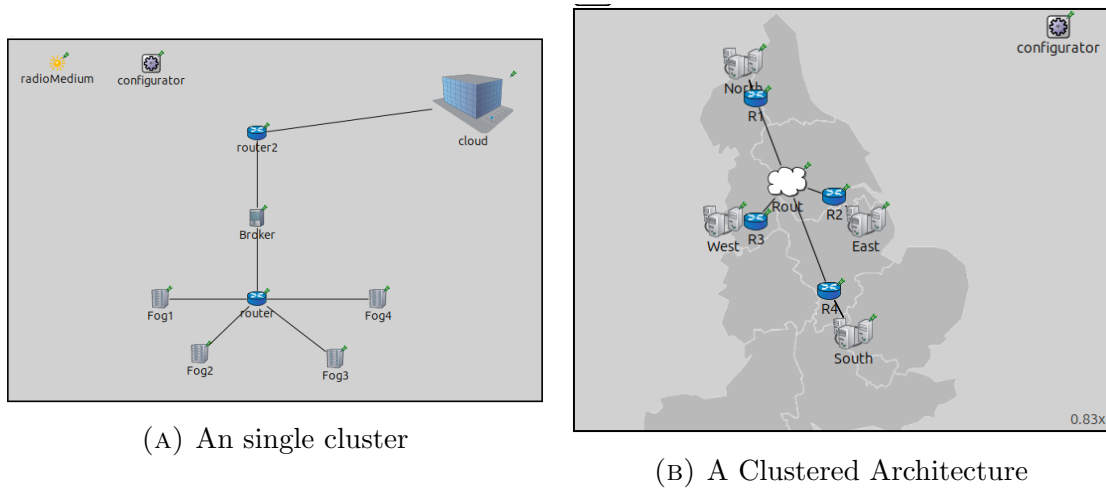 radioMedium
configurator
cloud
router2
Broker
Fog1
router
Fog4
Fog2
Fog3
(A) An single cluster
configurator
North
R1
Rout
R2
West
R3
East
R4
South
0.83x
(B) A Clustered Architecture